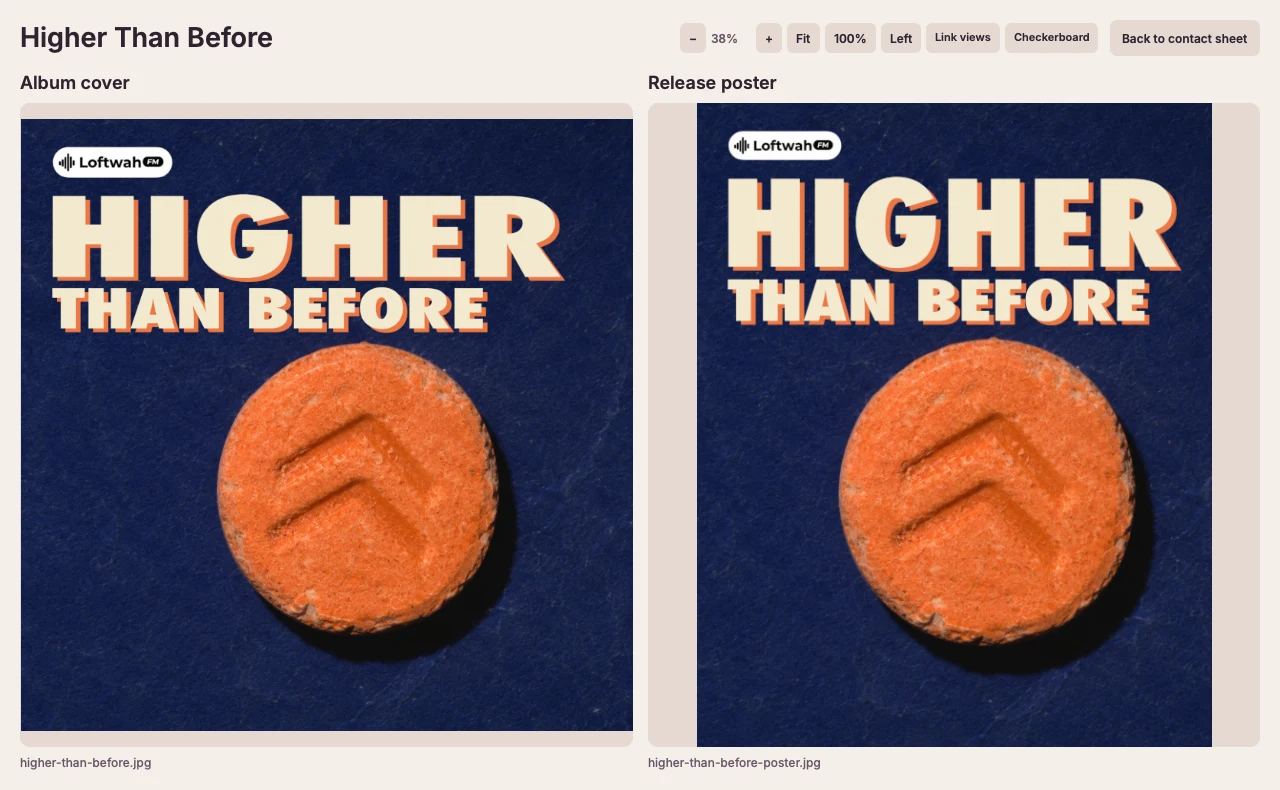 Higher Than Before
− 38% + Fit 100% Left Link views Checkerboard Back to contact sheet
Album cover
Loftwah FM
HIGHER
THAN BEFORE
higher-than-before.jpg
Release poster
Loftwah FM
HIGHER
THAN BEFORE
higher-than-before-poster.jpg